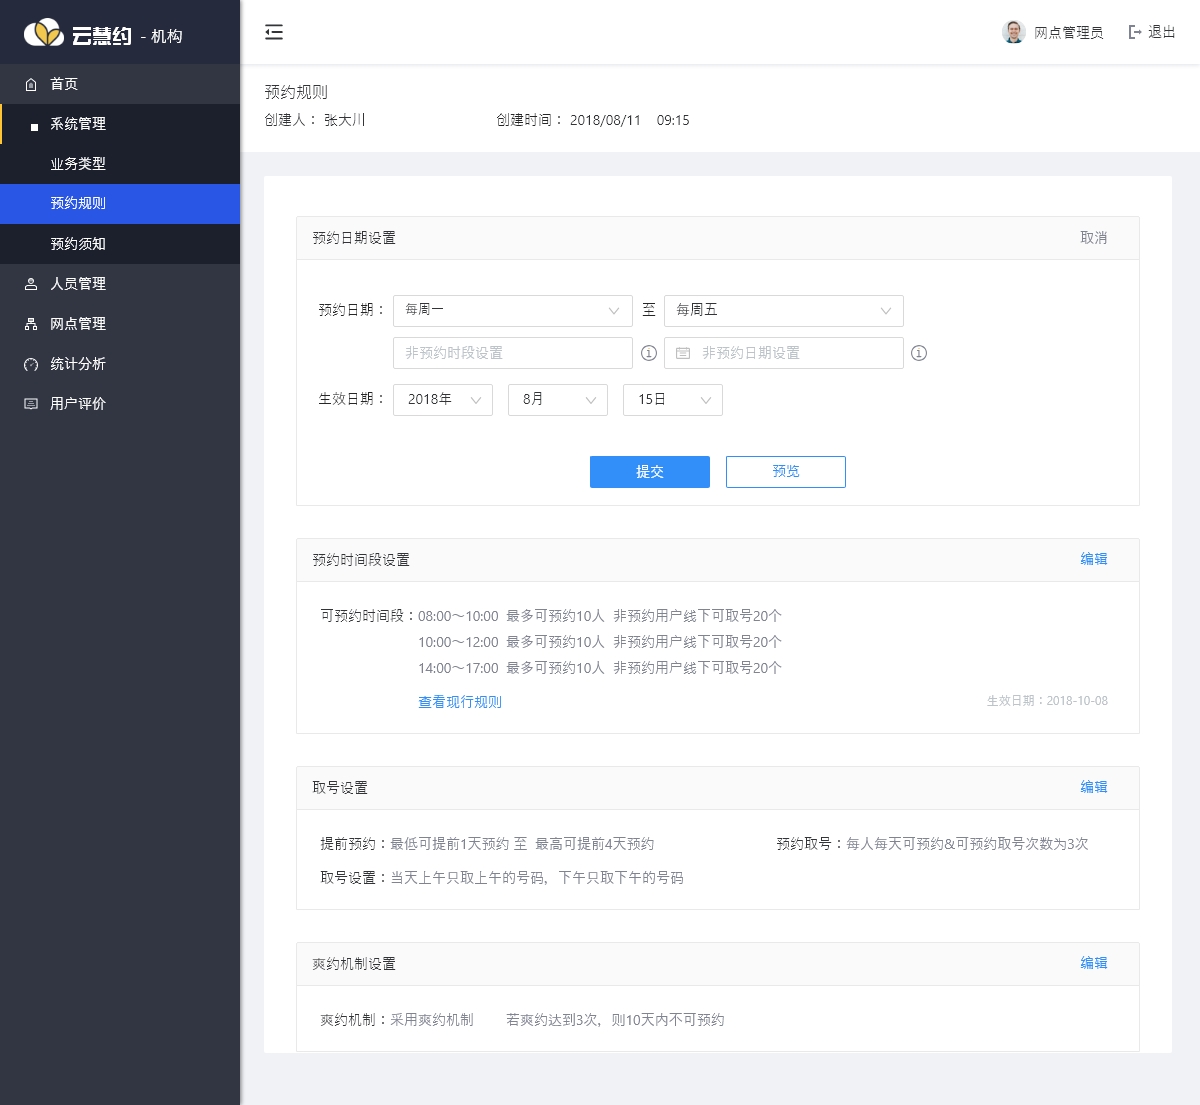 云慧约 - 机构
网点管理员
退出
首页
系统管理
业务类型
预约规则
预约须知
人员管理
网点管理
统计分析
用户评价
预约规则
创建人： 张大川 创建时间： 2018/08/11 09:15
预约日期设置 取消
预约日期： 每周一 至 每周五
非预约时段设置 非预约日期设置
生效日期： 2018年 8月 15日
提交 预览
预约时间段设置 编辑
可预约时间段：08:00～10:00 最多可预约10人 非预约用户线下可取号20个
10:00～12:00 最多可预约10人 非预约用户线下可取号20个
14:00～17:00 最多可预约10人 非预约用户线下可取号20个
查看现行规则 生效日期：2018-10-08
取号设置 编辑
提前预约：最低可提前1天预约 至 最高可提前4天预约 预约取号：每人每天可预约&可预约取号次数为3次
取号设置：当天上午只取上午的号码，下午只取下午的号码
爽约机制设置 编辑
爽约机制：采用爽约机制 若爽约达到3次，则10天内不可预约